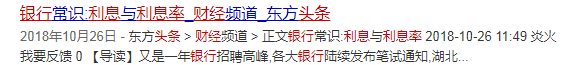 银行常识:利息与利息率_财经频道_东方头条
2018年10月26日 - 东方头条 > 财经频道 > 正文银行常识:利息与利息率 2018-10-26 11:49 炎火
我要反馈 0 【导读】又是一年银行招聘高峰,各大银行陆续发布笔试通知,湖北...